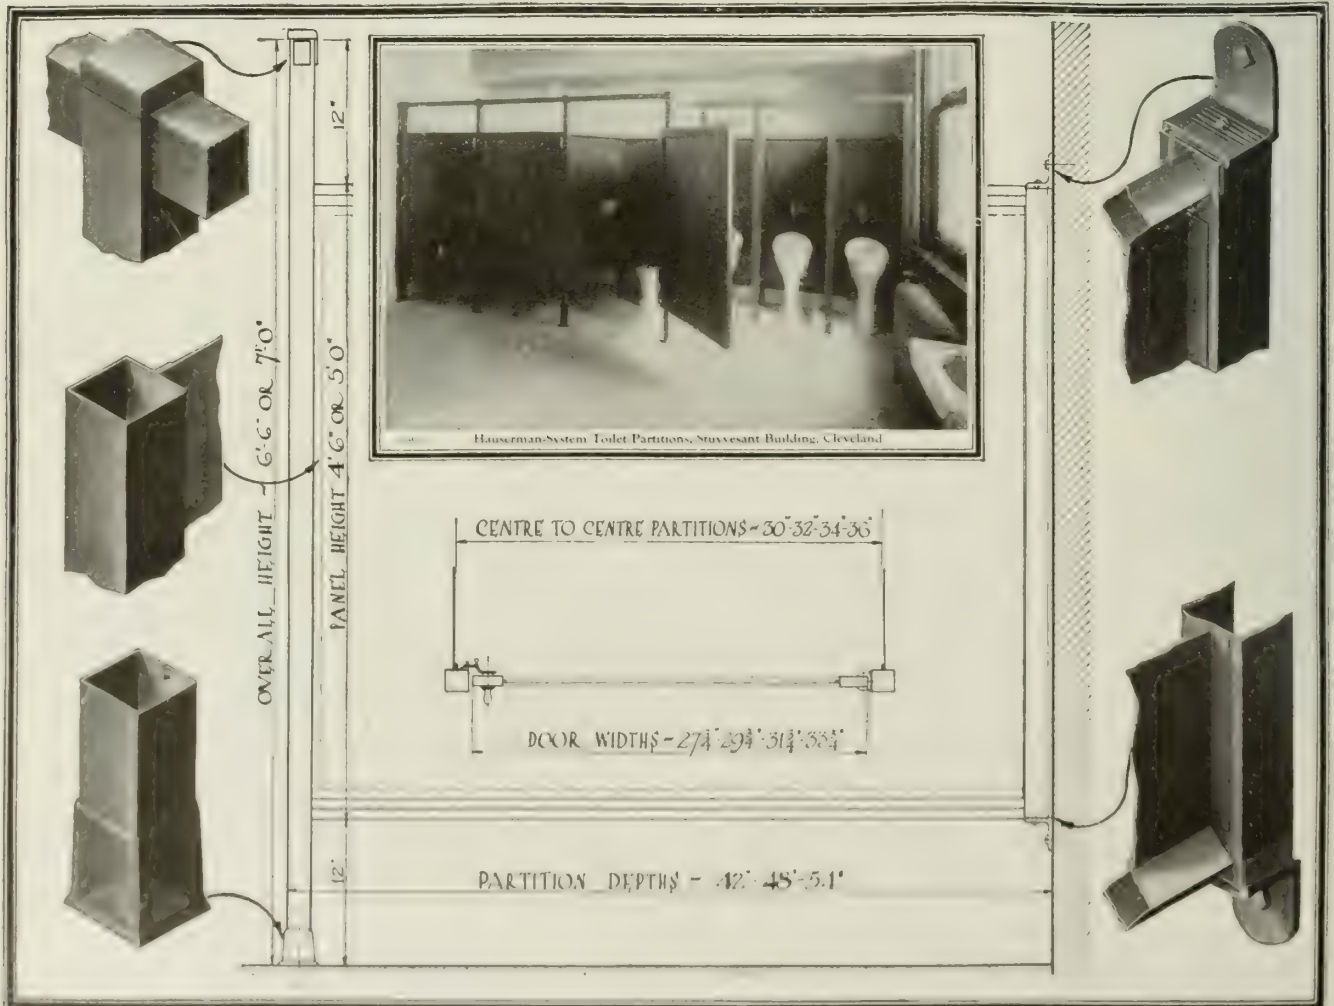 12"
OVERALL HEIGHT - 6'-6" OR 7'-0"
PANEL HEIGHT 4'6" OR 5'0"
Hauserman-System Toilet Partitions, Stuyvesant Building, Cleveland
CENTRE TO CENTRE PARTITIONS - 30"-32"-34"-36"
DOOR WIDTHS - 27¾"-29¾"-31¾"-33¾"
12"
PARTITION DEPTHS - 42"-48"-54"